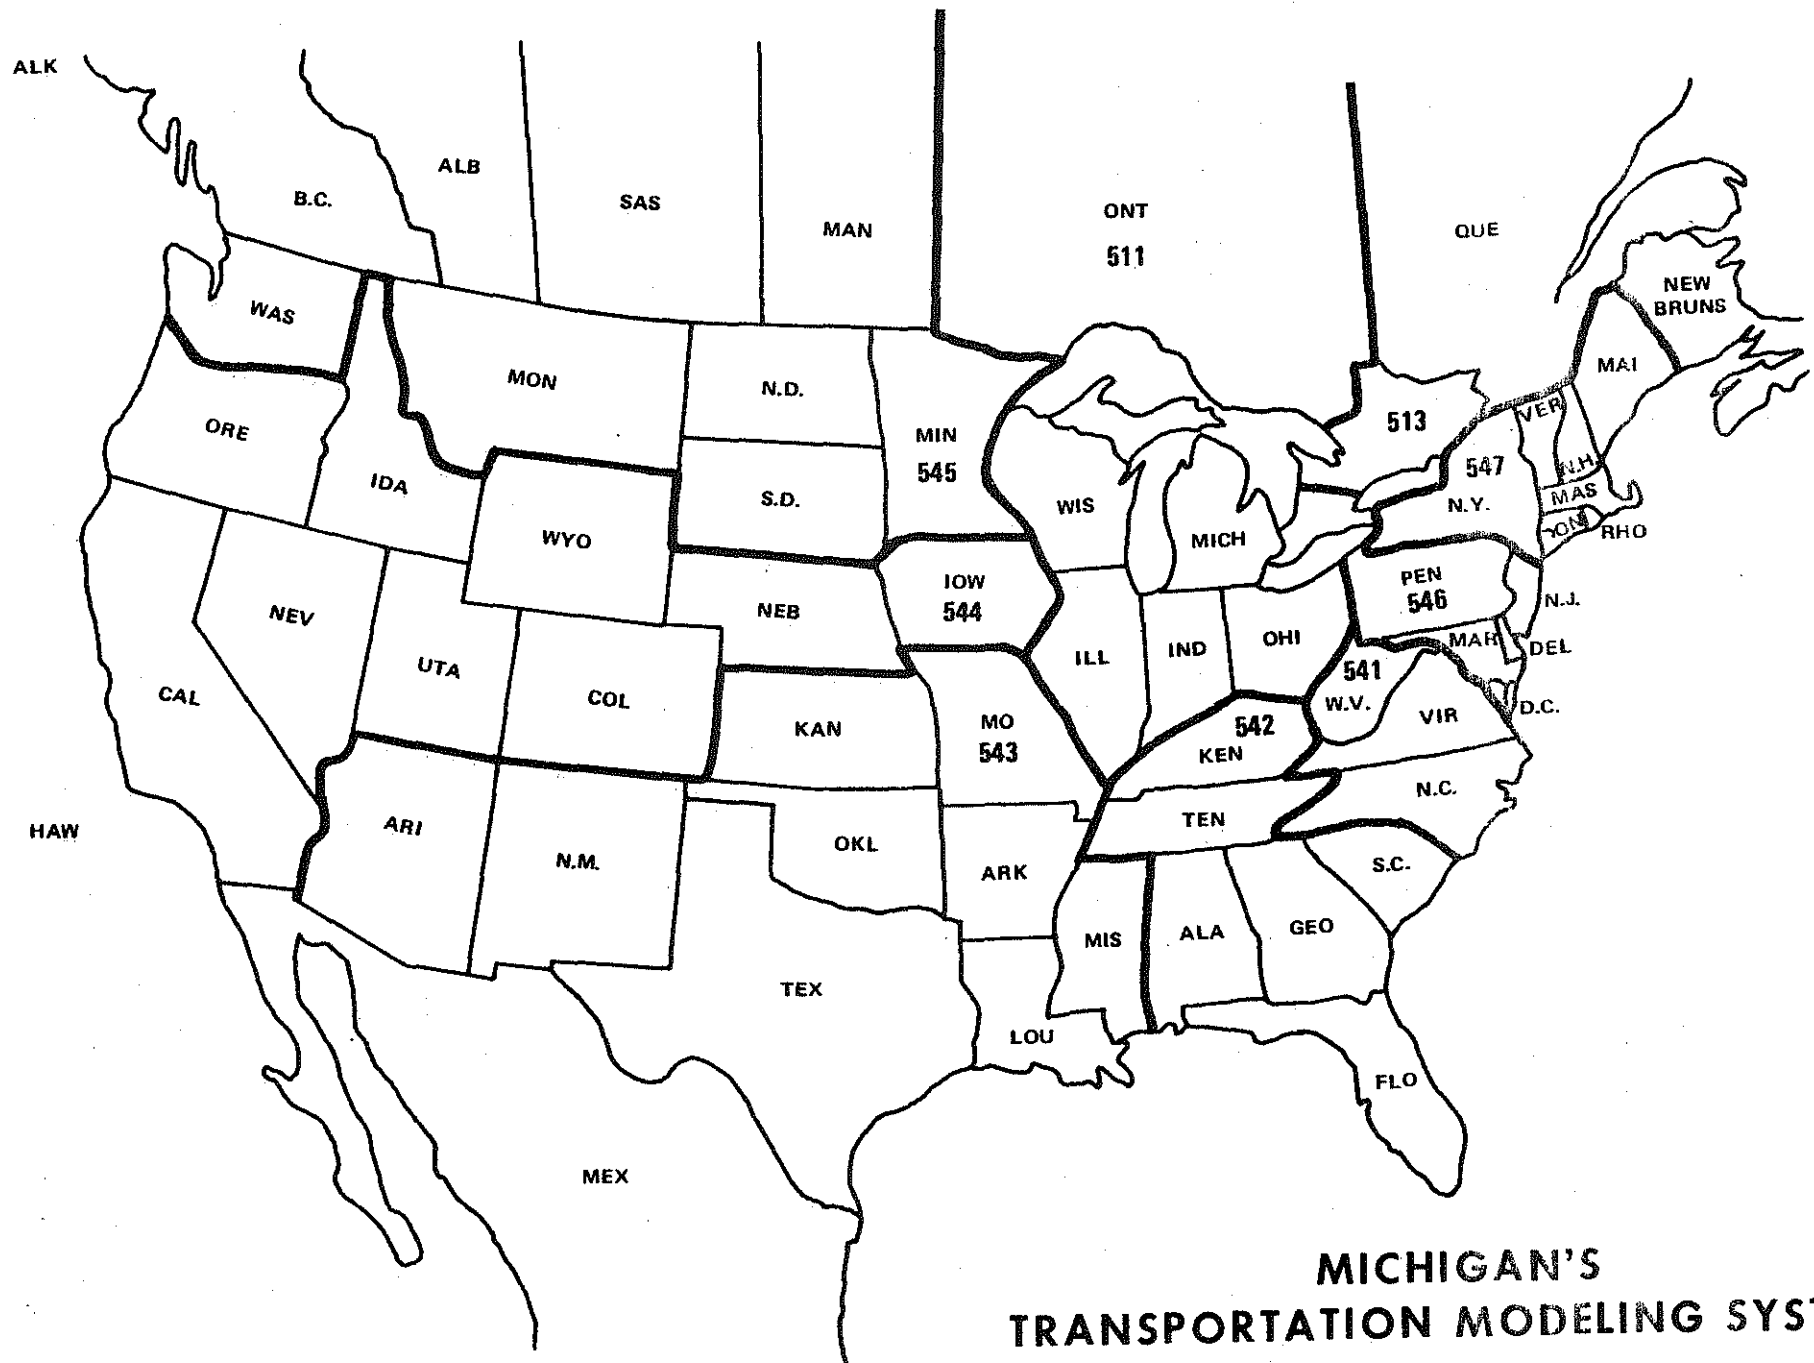 ALK
B.C.
ALB
SAS
MAN
ONT
511
QUE
NEW
BRUNS
WAS
MON
N.D.
MIN
545
513
547
VER
MAI
N.H.
ORE
IDA
S.D.
WIS
MICH
N.Y.
MAS
RHO
WYO
IOW
544
PEN
546
N.J.
NEV
NEB
ILL
IND
OHI
MAR
DEL
UTA
541
W.V.
D.C.
CAL
COL
KAN
MO
543
542
KEN
VIR
N.C.
HAW
ARI
N.M.
OKL
ARK
TEN
S.C.
MIS
ALA
GEO
TEX
LOU
FLO
MEX
MICHIGAN'S
TRANSPORTATION MODELING SYS